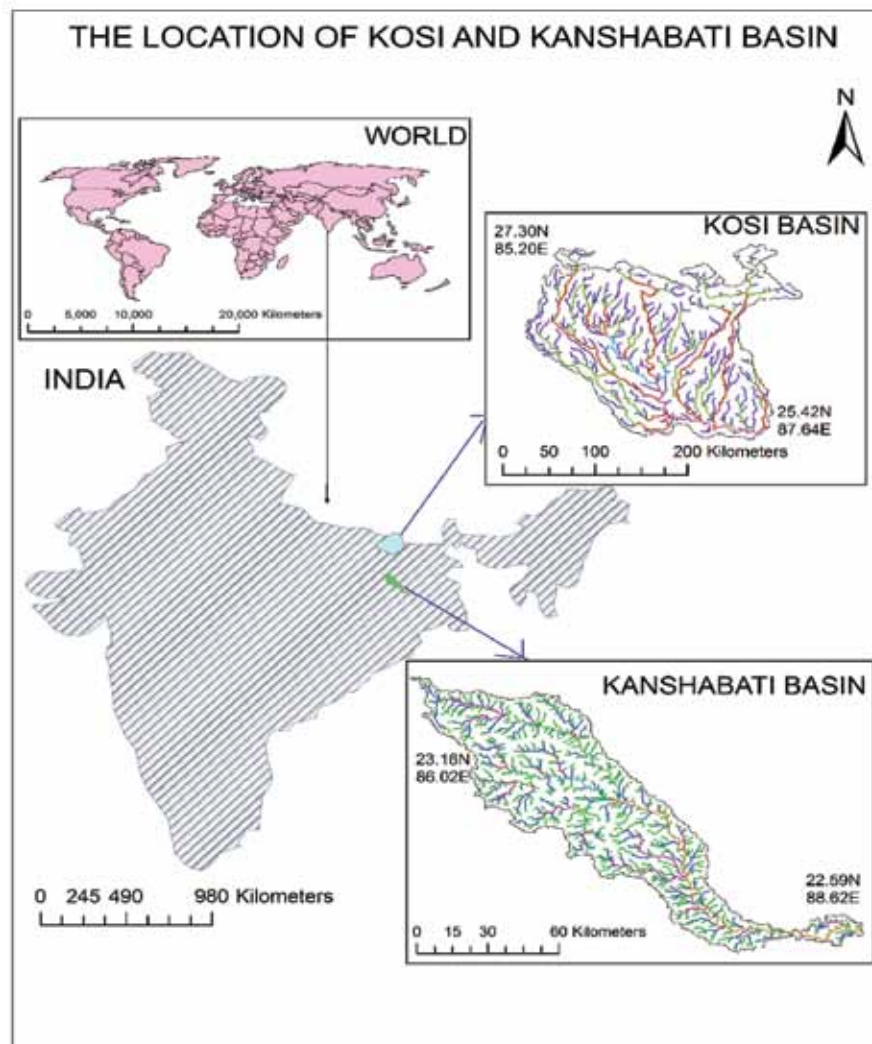 THE LOCATION OF KOSI AND KANSHABATI BASIN
N
WORLD
0 5,000 10,000 20,000 Kilometers
KOSI BASIN
27.30N
85.20E
25.42N
87.64E
0 50 100 200 Kilometers
INDIA
0 245 490 980 Kilometers
KANSHABATI BASIN
23.18N
86.02E
22.59N
88.62E
0 15 30 60 Kilometers